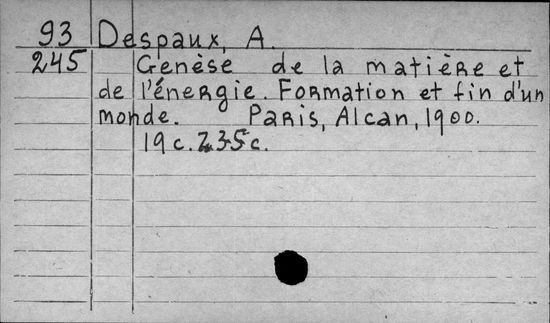 93 Despaux, A.
245 Genèse de la matière et
de l'énergie. Formation et fin d'un
monde. Paris, Alcan, 1900.
19 c. 235 c.